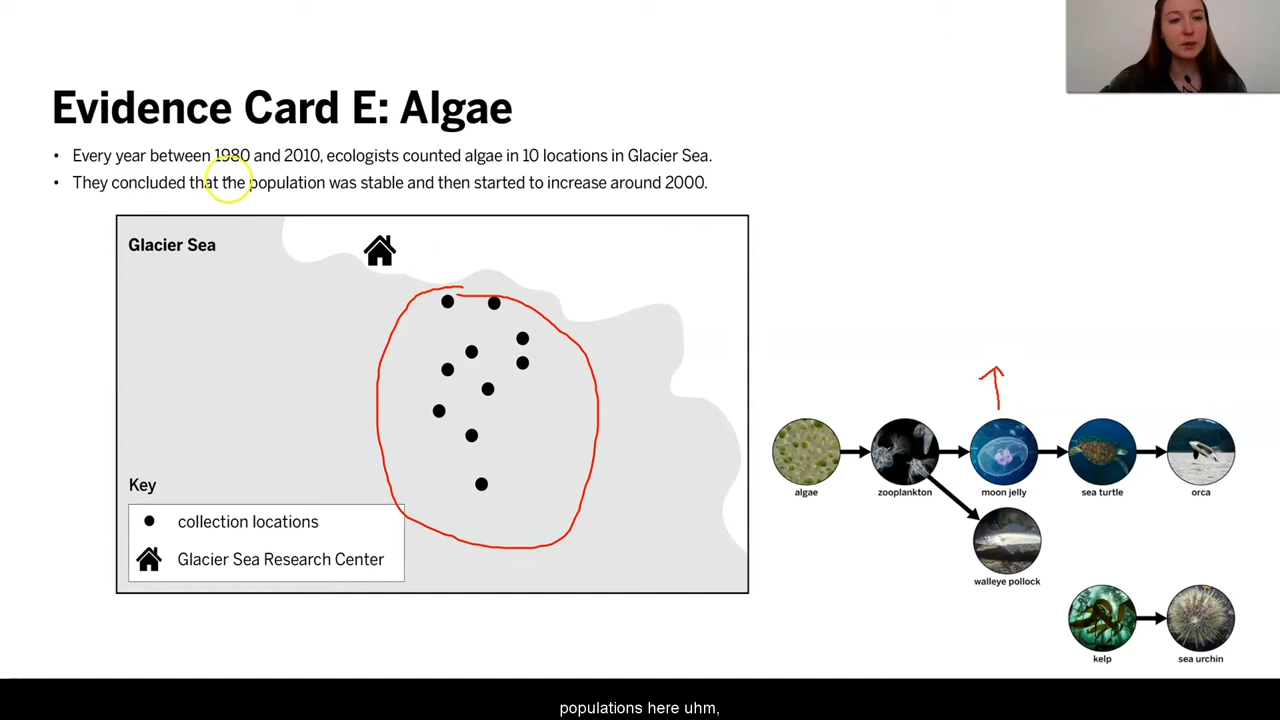 Evidence Card E: Algae
• Every year between 1980 and 2010, ecologists counted algae in 10 locations in Glacier Sea.
• They concluded that the population was stable and then started to increase around 2000.
Glacier Sea
Key
collection locations
Glacier Sea Research Center
algae
zooplankton
moon jelly
sea turtle
orca
walleye pollock
kelp
sea urchin
populations here uhm,